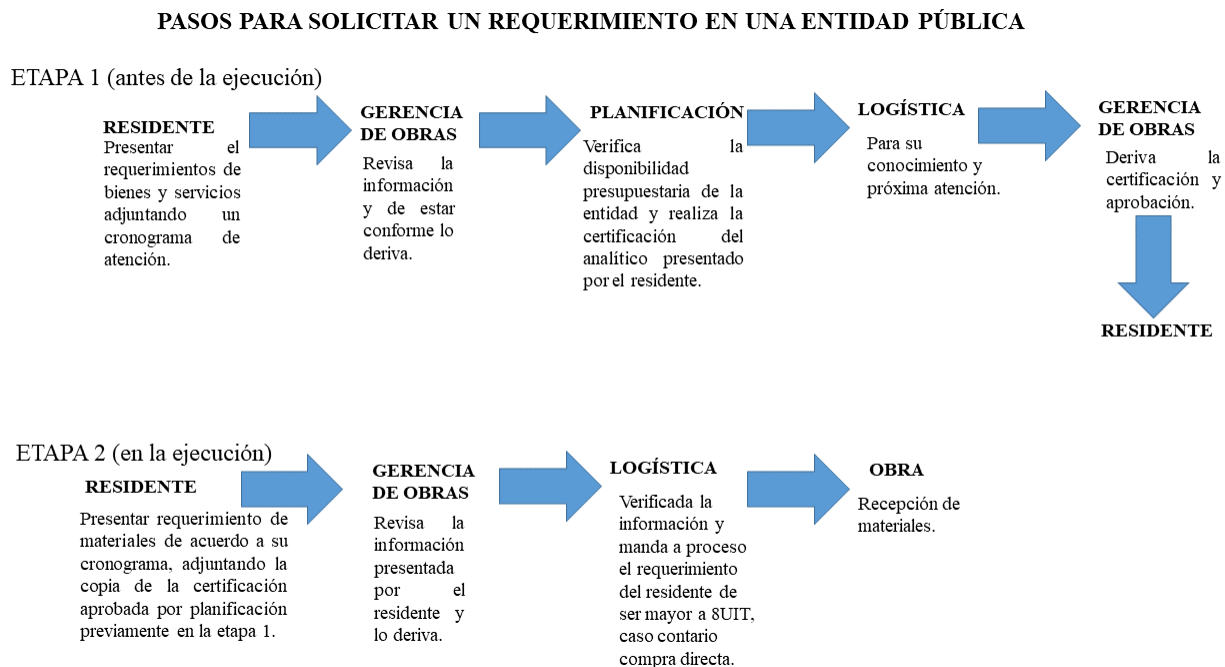 PASOS PARA SOLICITAR UN REQUERIMIENTO EN UNA ENTIDAD PÚBLICA
ETAPA 1 (antes de la ejecución)
RESIDENTE
Presentar el
requerimientos de
bienes y servicios
adjuntando un
cronograma de
atención.
GERENCIA
DE OBRAS
Revisa la
información
y de estar
conforme lo
deriva.
PLANIFICACIÓN
Verifica la
disponibilidad
presupuestaria de la
entidad y realiza la
certificación del
analítico presentado
por el residente.
LOGÍSTICA
Para su
conocimiento y
próxima atención.
GERENCIA
DE OBRAS
Deriva la
certificación y
aprobación.
RESIDENTE
ETAPA 2 (en la ejecución)
RESIDENTE
Presentar requerimiento de
materiales de acuerdo a su
cronograma, adjuntando la
copia de la certificación
aprobada por planificación
previamente en la etapa 1.
GERENCIA
DE OBRAS
Revisa la
información
presentada
por el
residente y
lo deriva.
LOGÍSTICA
Verificada la
información y
manda a proceso
el requerimiento
del residente de
ser mayor a 8UIT,
caso contario
compra directa.
OBRA
Recepción de
materiales.